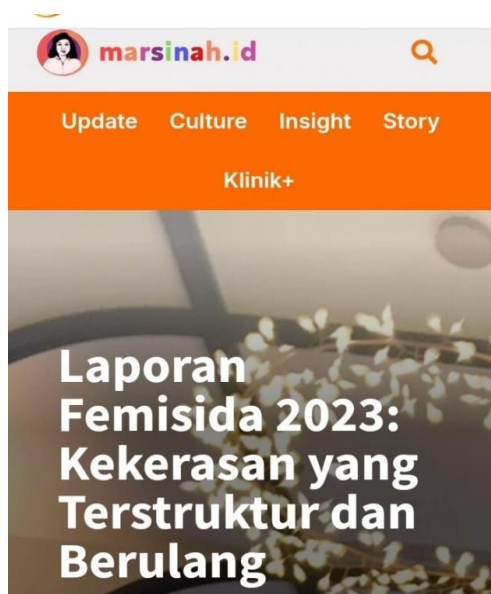 marsinah.id
Update Culture Insight Story
Klinik+
Laporan
Femisida 2023:
Kekerasan yang
Terstruktur dan
Berulang